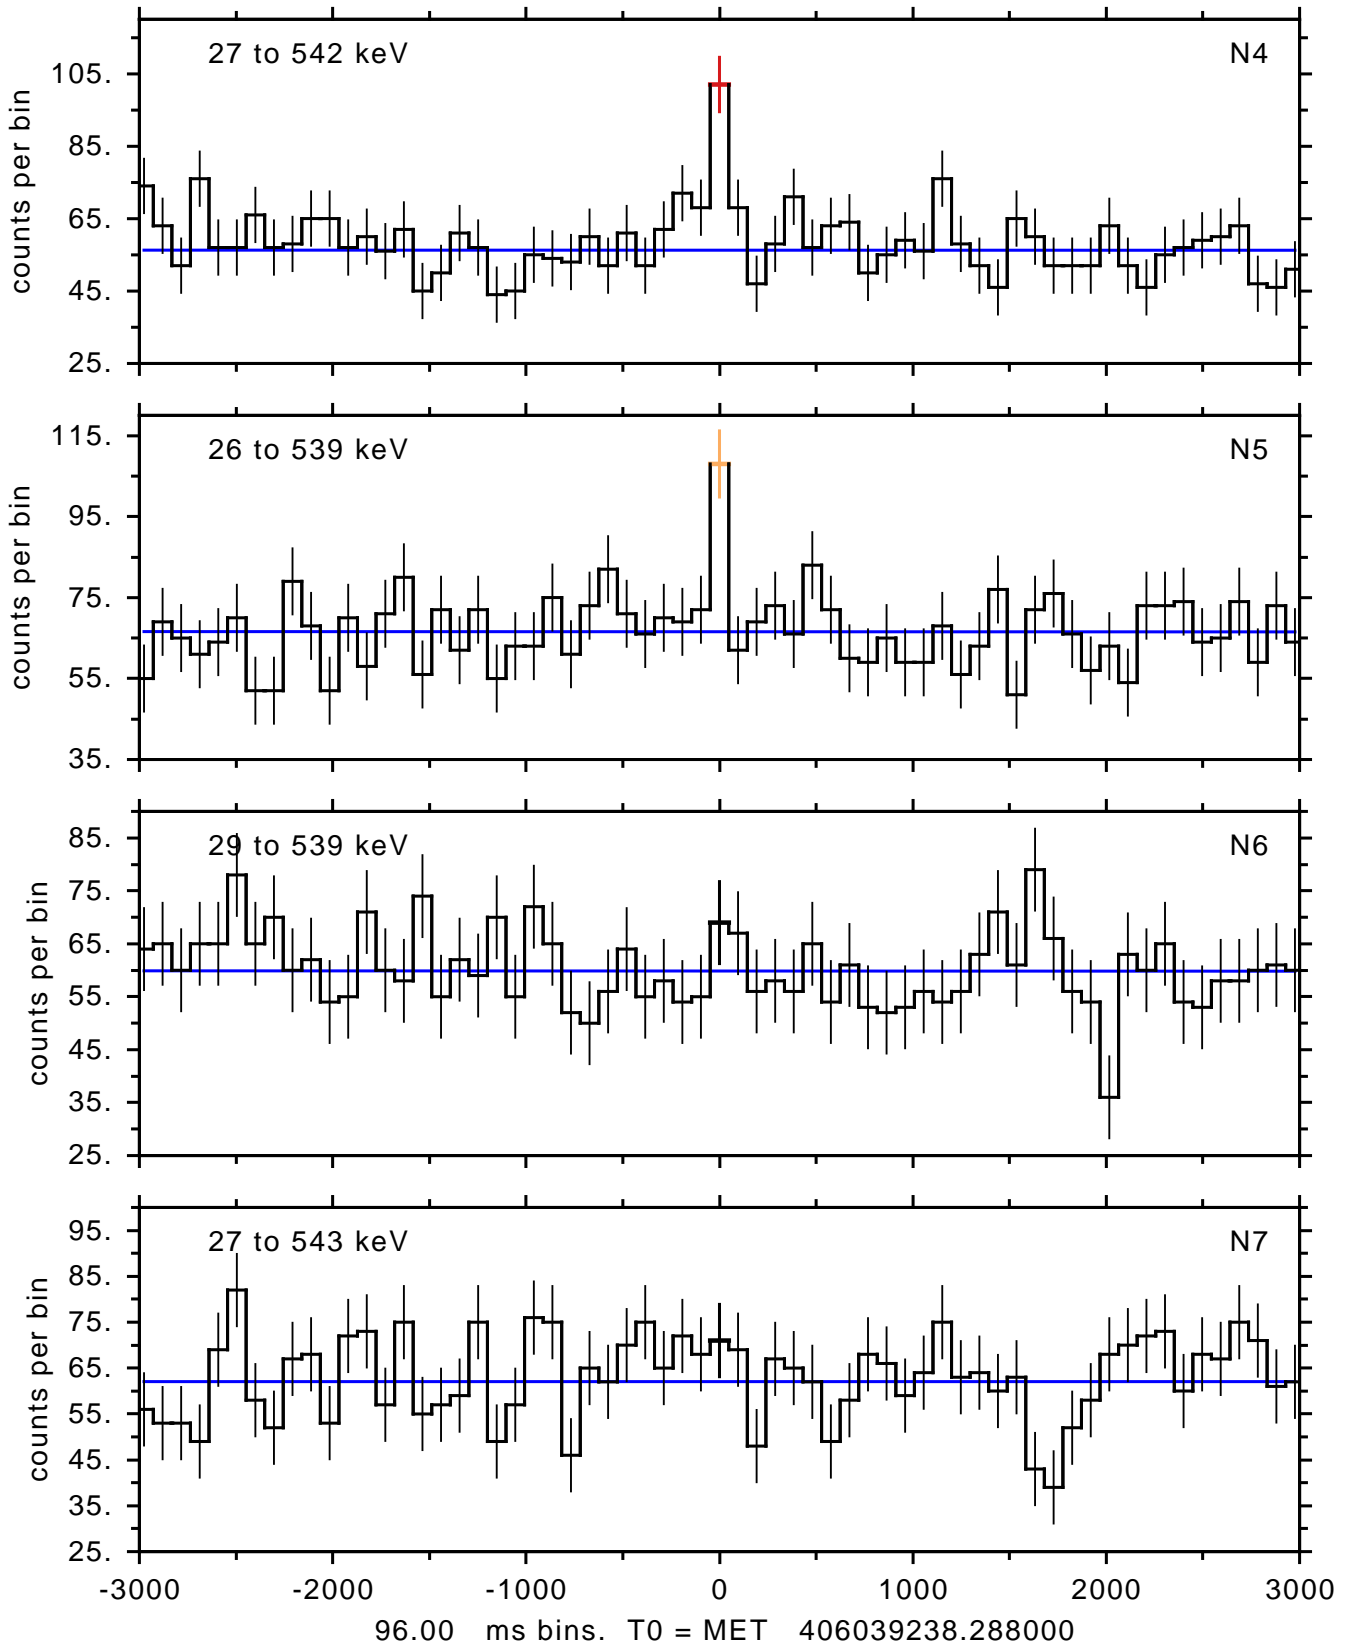 27 to 542 keV N4
105.
85.
65.
45.
25.
counts per bin
26 to 539 keV N5
115.
95.
75.
55.
35.
counts per bin
29 to 539 keV N6
85.
75.
65.
55.
45.
35.
25.
counts per bin
27 to 543 keV N7
95.
85.
75.
65.
55.
45.
35.
25.
counts per bin
-3000 -2000 -1000 0 1000 2000 3000
96.00 ms bins. T0 = MET 406039238.288000